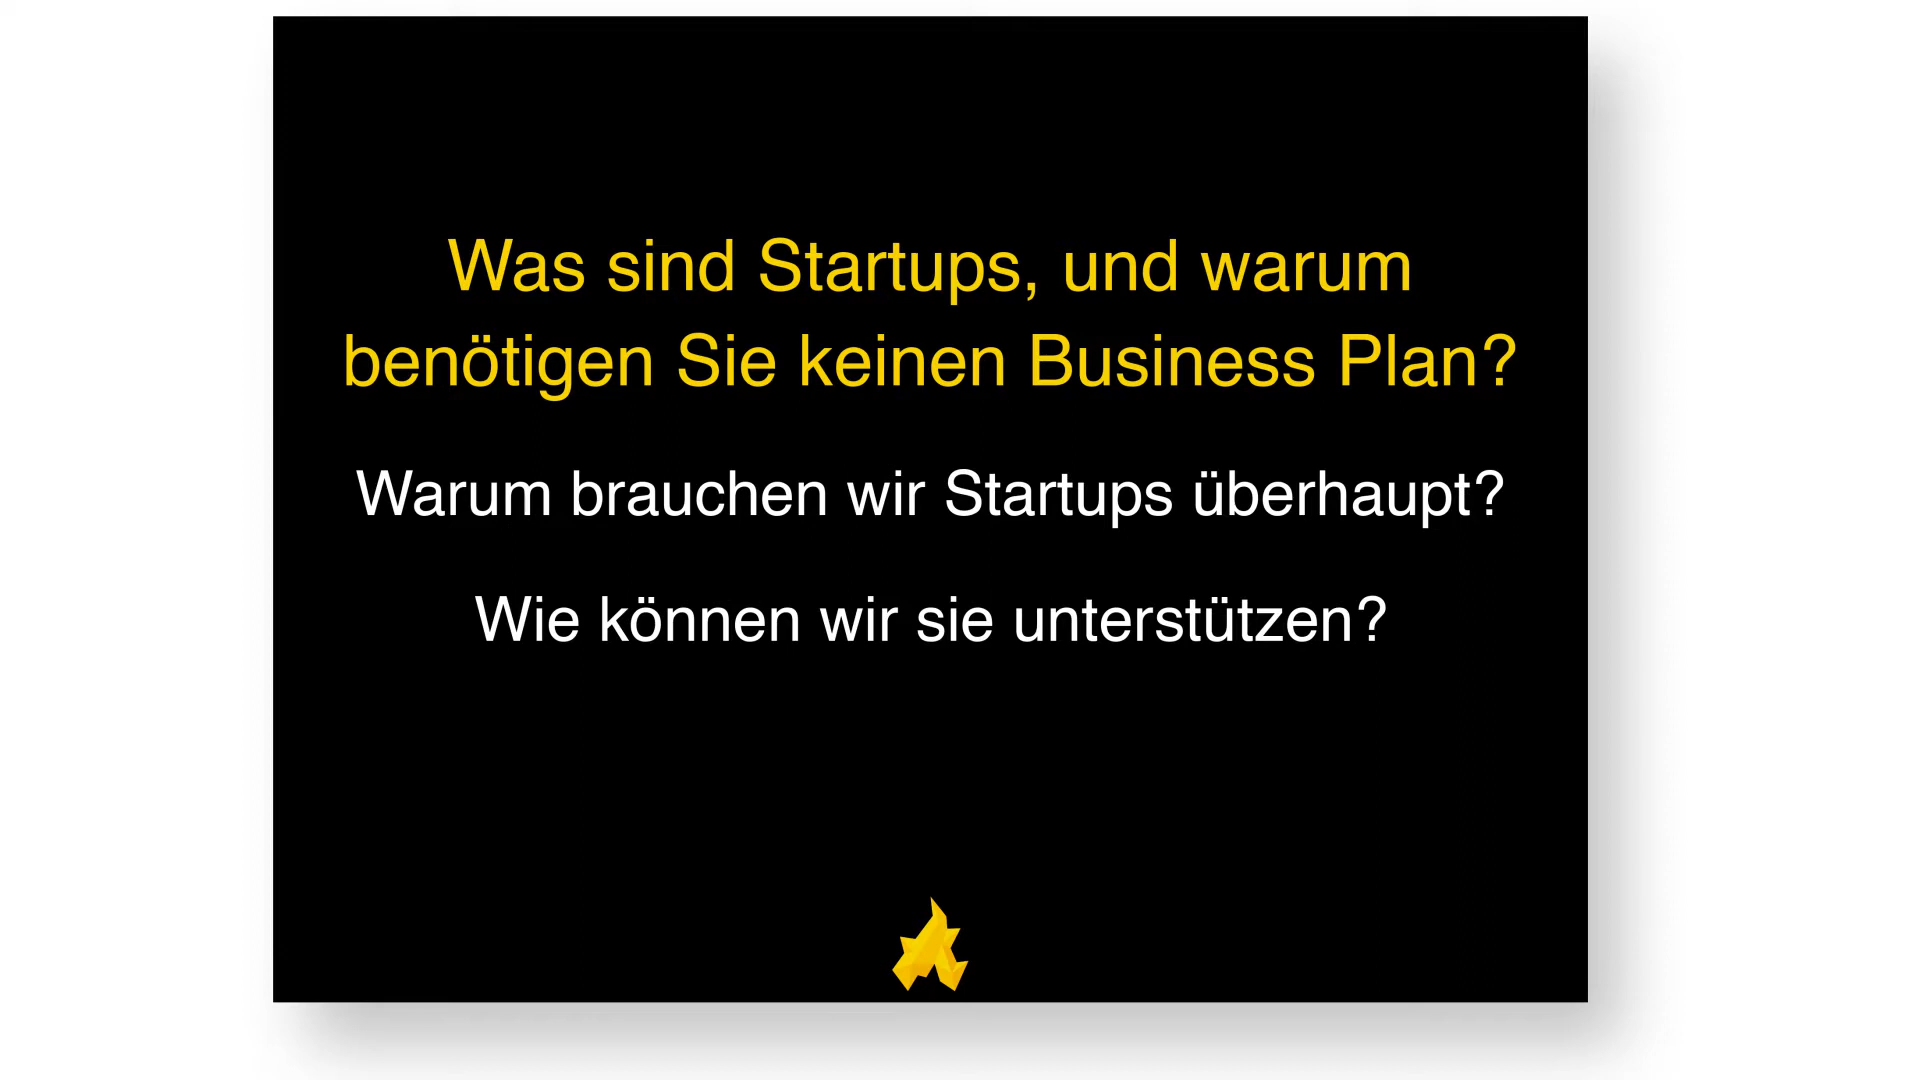 Was sind Startups, und warum
benötigen Sie keinen Business Plan?
Warum brauchen wir Startups überhaupt?
Wie können wir sie unterstützen?